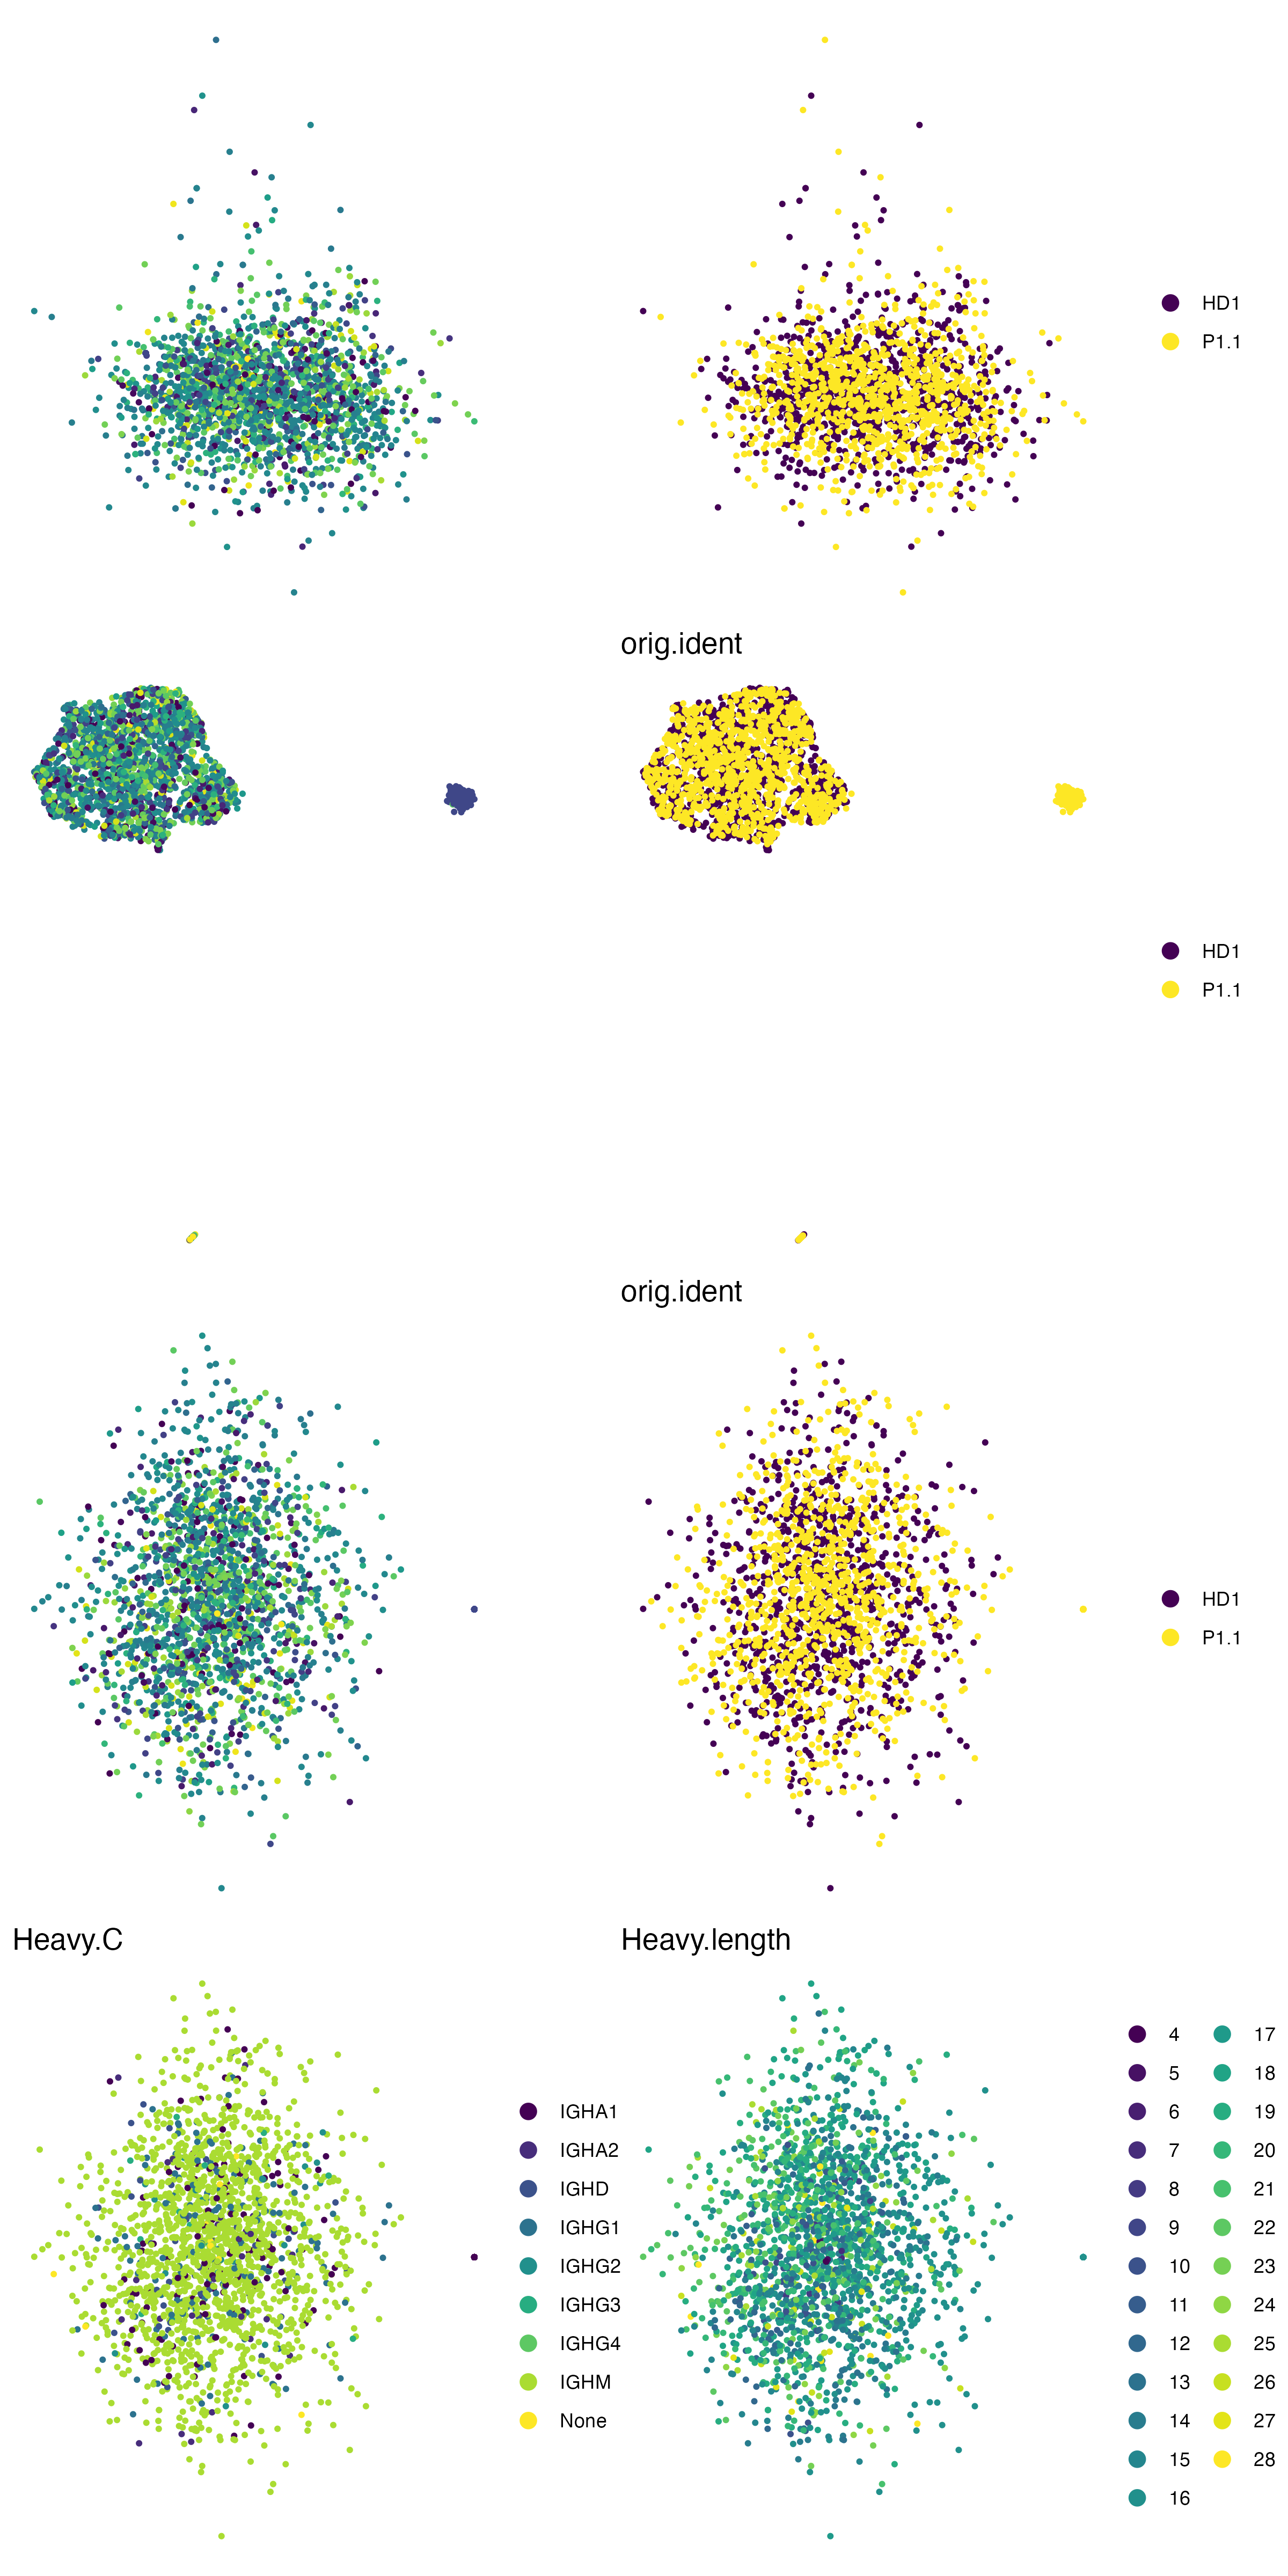 HD1
P1.1
orig.ident
HD1
P1.1
orig.ident
HD1
P1.1
Heavy.C
Heavy.length
IGHA1
IGHA2
IGHD
IGHG1
IGHG2
IGHG3
IGHG4
IGHM
None
4
5
6
7
8
9
10
11
12
13
14
15
16
17
18
19
20
21
22
23
24
25
26
27
28